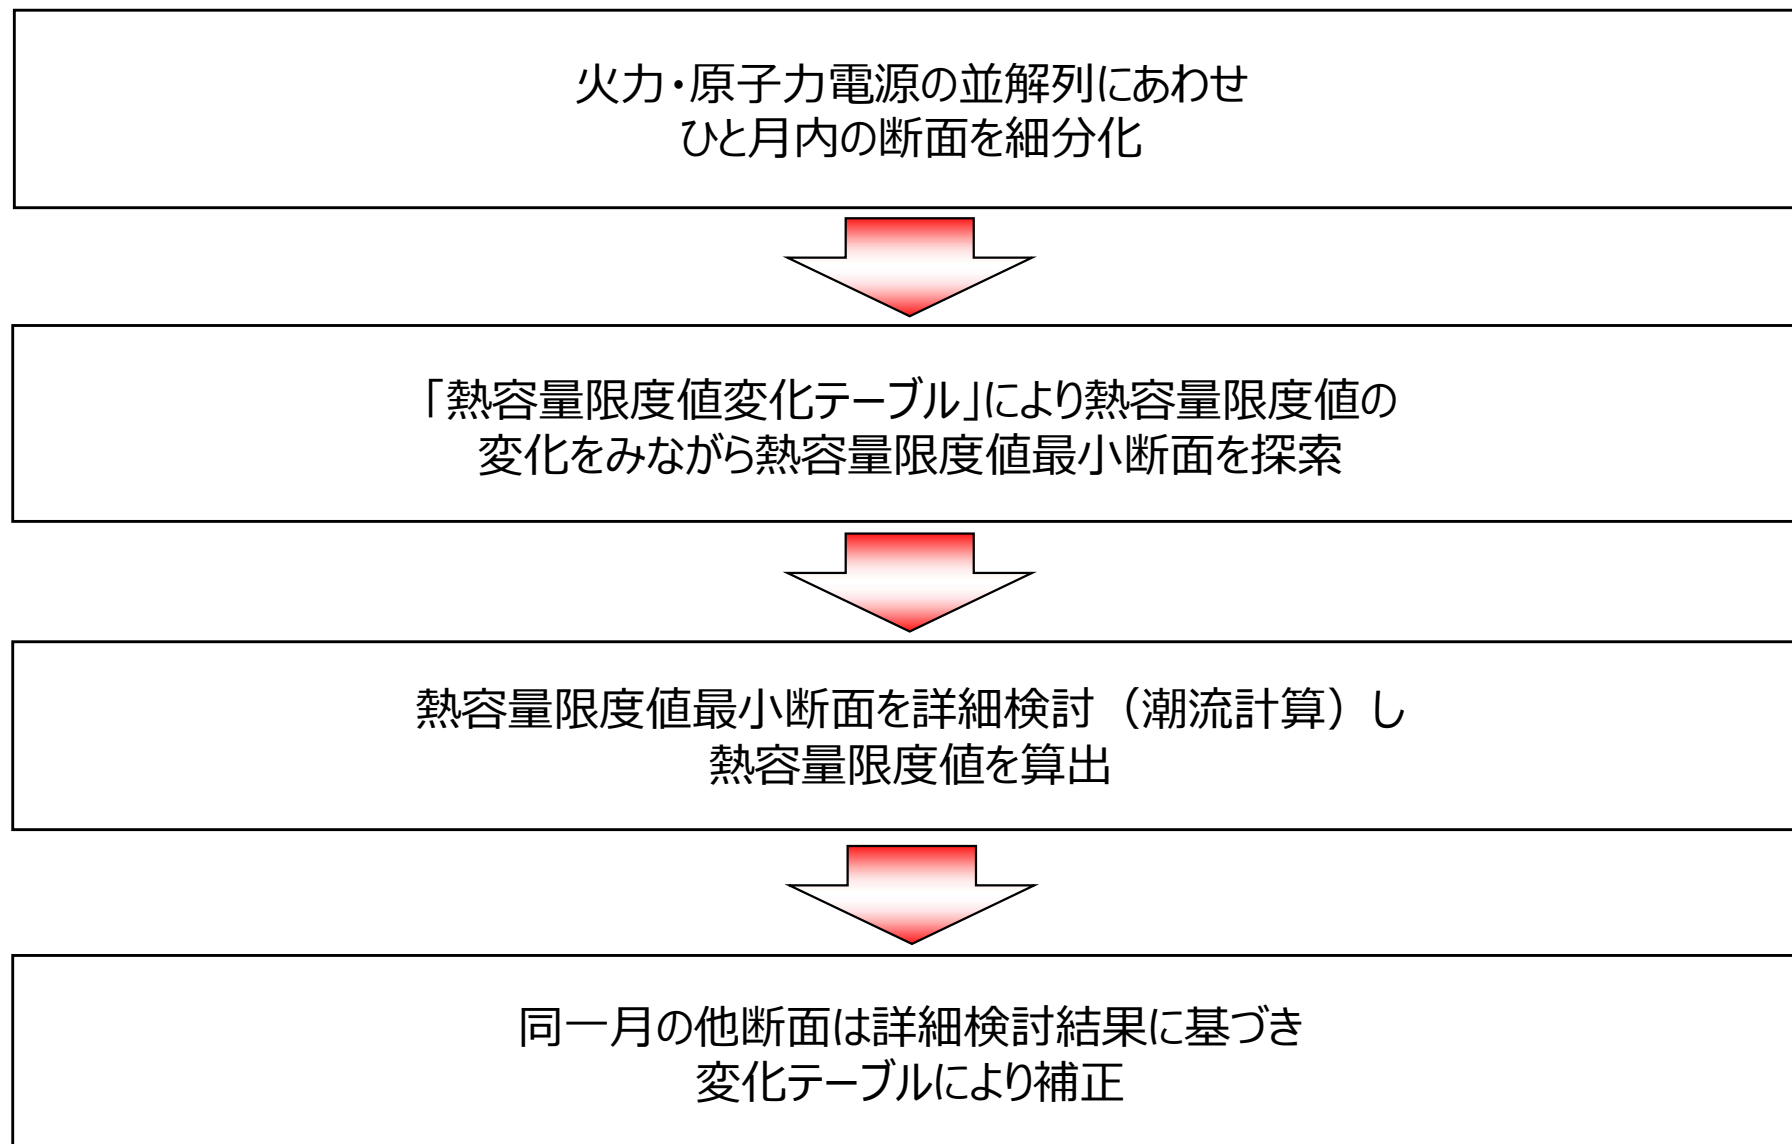 火力・原子力電源の並解列にあわせ
ひと月内の断面を細分化
「熱容量限度値変化テーブル」により熱容量限度値の
変化をみながら熱容量限度値最小断面を探索
熱容量限度値最小断面を詳細検討（潮流計算）し
熱容量限度値を算出
同一月の他断面は詳細検討結果に基づき
変化テーブルにより補正